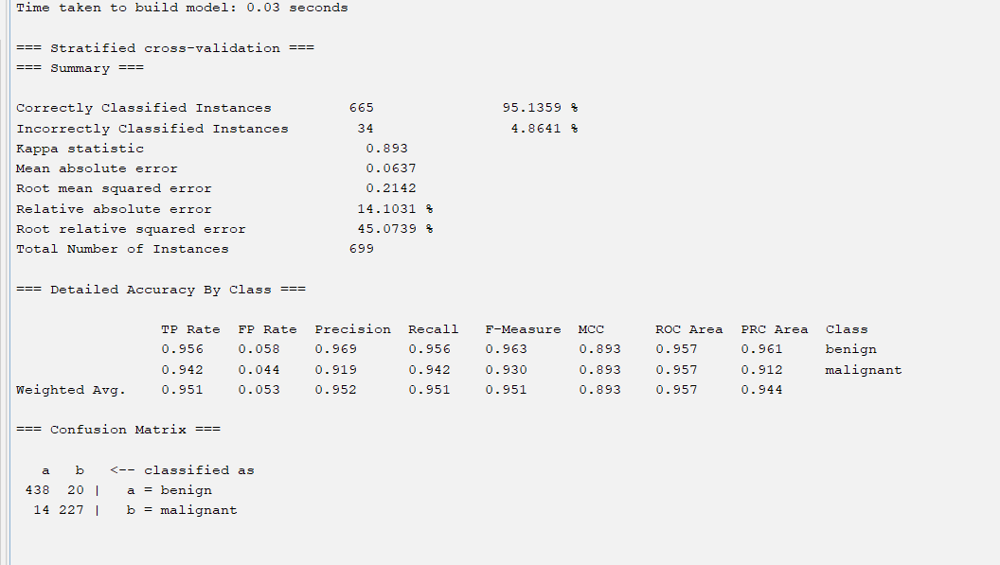 Time taken to build model: 0.03 seconds
=== Stratified cross-validation ===
=== Summary ===
Correctly Classified Instances 665 95.1359 %
Incorrectly Classified Instances 34 4.8641 %
Kappa statistic 0.893
Mean absolute error 0.0637
Root mean squared error 0.2142
Relative absolute error 14.1031 %
Root relative squared error 45.0739 %
Total Number of Instances 699
=== Detailed Accuracy By Class ===
TP Rate FP Rate Precision Recall F-Measure MCC ROC Area PRC Area Class
0.956 0.058 0.969 0.956 0.963 0.893 0.957 0.961 benign
0.942 0.044 0.919 0.942 0.930 0.893 0.957 0.912 malignant
Weighted Avg. 0.951 0.053 0.952 0.951 0.951 0.893 0.957 0.944
=== Confusion Matrix ===
a b <-- classified as
438 20 | a = benign
14 227 | b = malignant